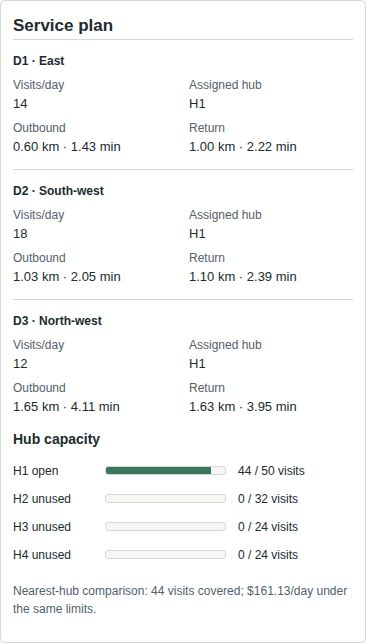 Service plan
D1 · East
Visits/day Assigned hub
14 H1
Outbound Return
0.60 km · 1.43 min 1.00 km · 2.22 min
D2 · South-west
Visits/day Assigned hub
18 H1
Outbound Return
1.03 km · 2.05 min 1.10 km · 2.39 min
D3 · North-west
Visits/day Assigned hub
12 H1
Outbound Return
1.65 km · 4.11 min 1.63 km · 3.95 min
Hub capacity
H1 open 44 / 50 visits
H2 unused 0 / 32 visits
H3 unused 0 / 24 visits
H4 unused 0 / 24 visits
Nearest-hub comparison: 44 visits covered; $161.13/day under
the same limits.